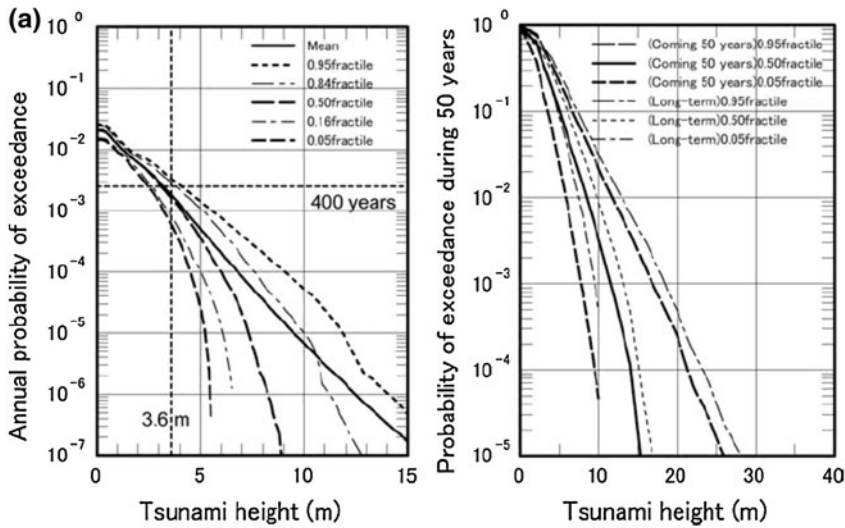 (a)
Annual probability of exceedance
10^0
10^-1
10^-2
10^-3
10^-4
10^-5
10^-6
10^-7
Mean
0.95fractile
0.84fractile
0.50fractile
0.16fractile
0.05fractile
400 years
3.6 m
0 5 10 15
Tsunami height (m)
Probability of exceedance during 50 years
10^0
10^-1
10^-2
10^-3
10^-4
10^-5
(Coming 50 years)0.95fractile
(Coming 50 years)0.50fractile
(Coming 50 years)0.05fractile
(Long-term)0.95fractile
(Long-term)0.50fractile
(Long-term)0.05fractile
0 10 20 30 40
Tsunami height (m)